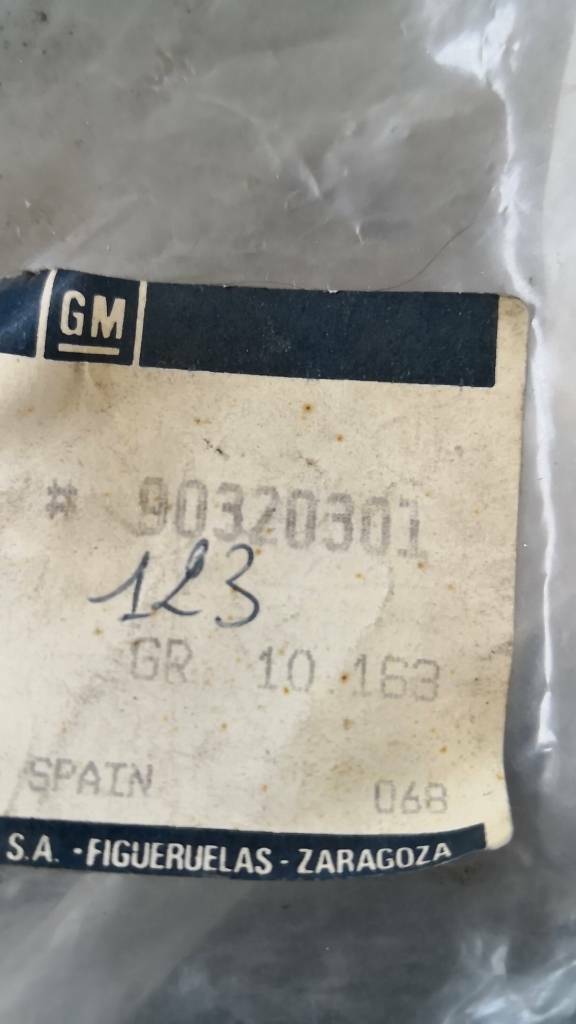 GM
# 90320301
123
GR. 10.163
SPAIN 068
S.A. - FIGUERUELAS - ZARAGOZA